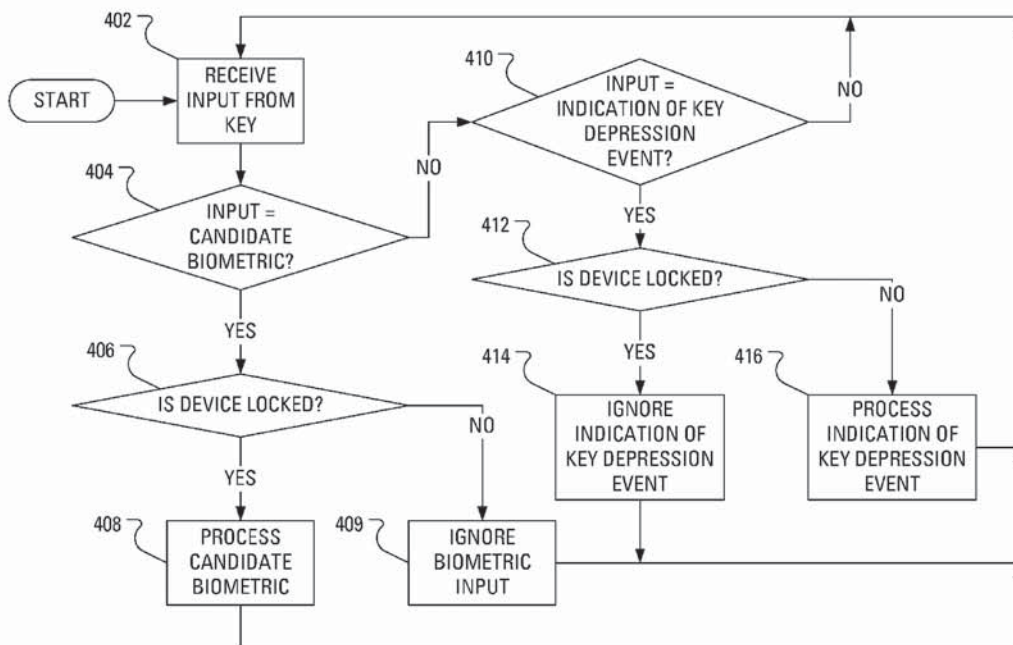 402
RECEIVE
INPUT FROM
KEY
START
404
INPUT =
CANDIDATE
BIOMETRIC?
NO
YES
406
IS DEVICE LOCKED?
NO
YES
408
PROCESS
CANDIDATE
BIOMETRIC
409
IGNORE
BIOMETRIC
INPUT
410
INPUT =
INDICATION OF KEY
DEPRESSION
EVENT?
NO
YES
412
IS DEVICE LOCKED?
NO
YES
414
IGNORE
INDICATION OF
KEY DEPRESSION
EVENT
416
PROCESS
INDICATION OF
KEY DEPRESSION
EVENT